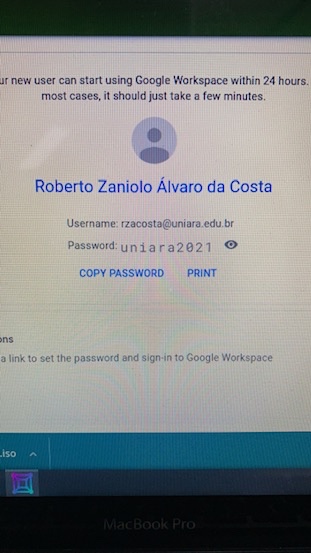 ur new user can start using Google Workspace within 24 hours.
most cases, it should just take a few minutes.
Roberto Zaniolo Álvaro da Costa
Username: rzacosta@uniara.edu.br
Password: uniara2021
COPY PASSWORD PRINT
ons
a link to set the password and sign-in to Google Workspace
.iso
MacBook Pro